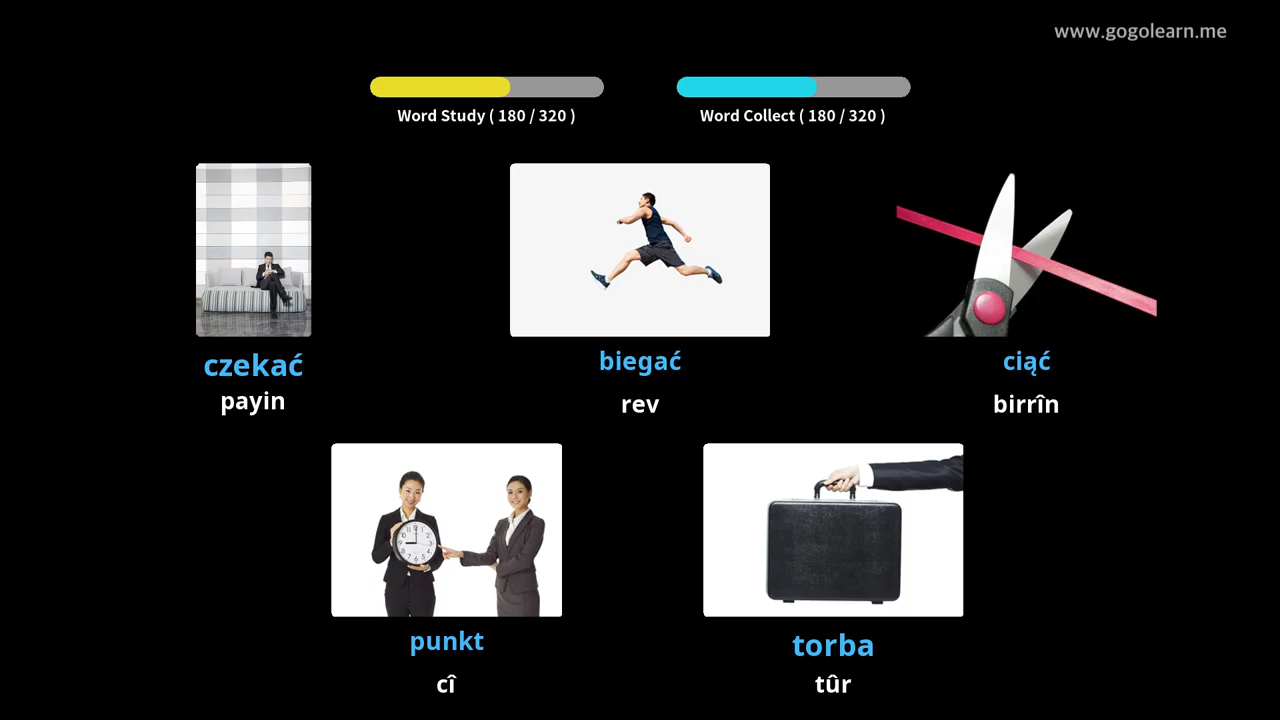 www.gogolearn.me
Word Study ( 180 / 320 )
Word Collect ( 180 / 320 )
czekać
payin
biegać
rev
ciąć
birrîn
punkt
cî
torba
tûr